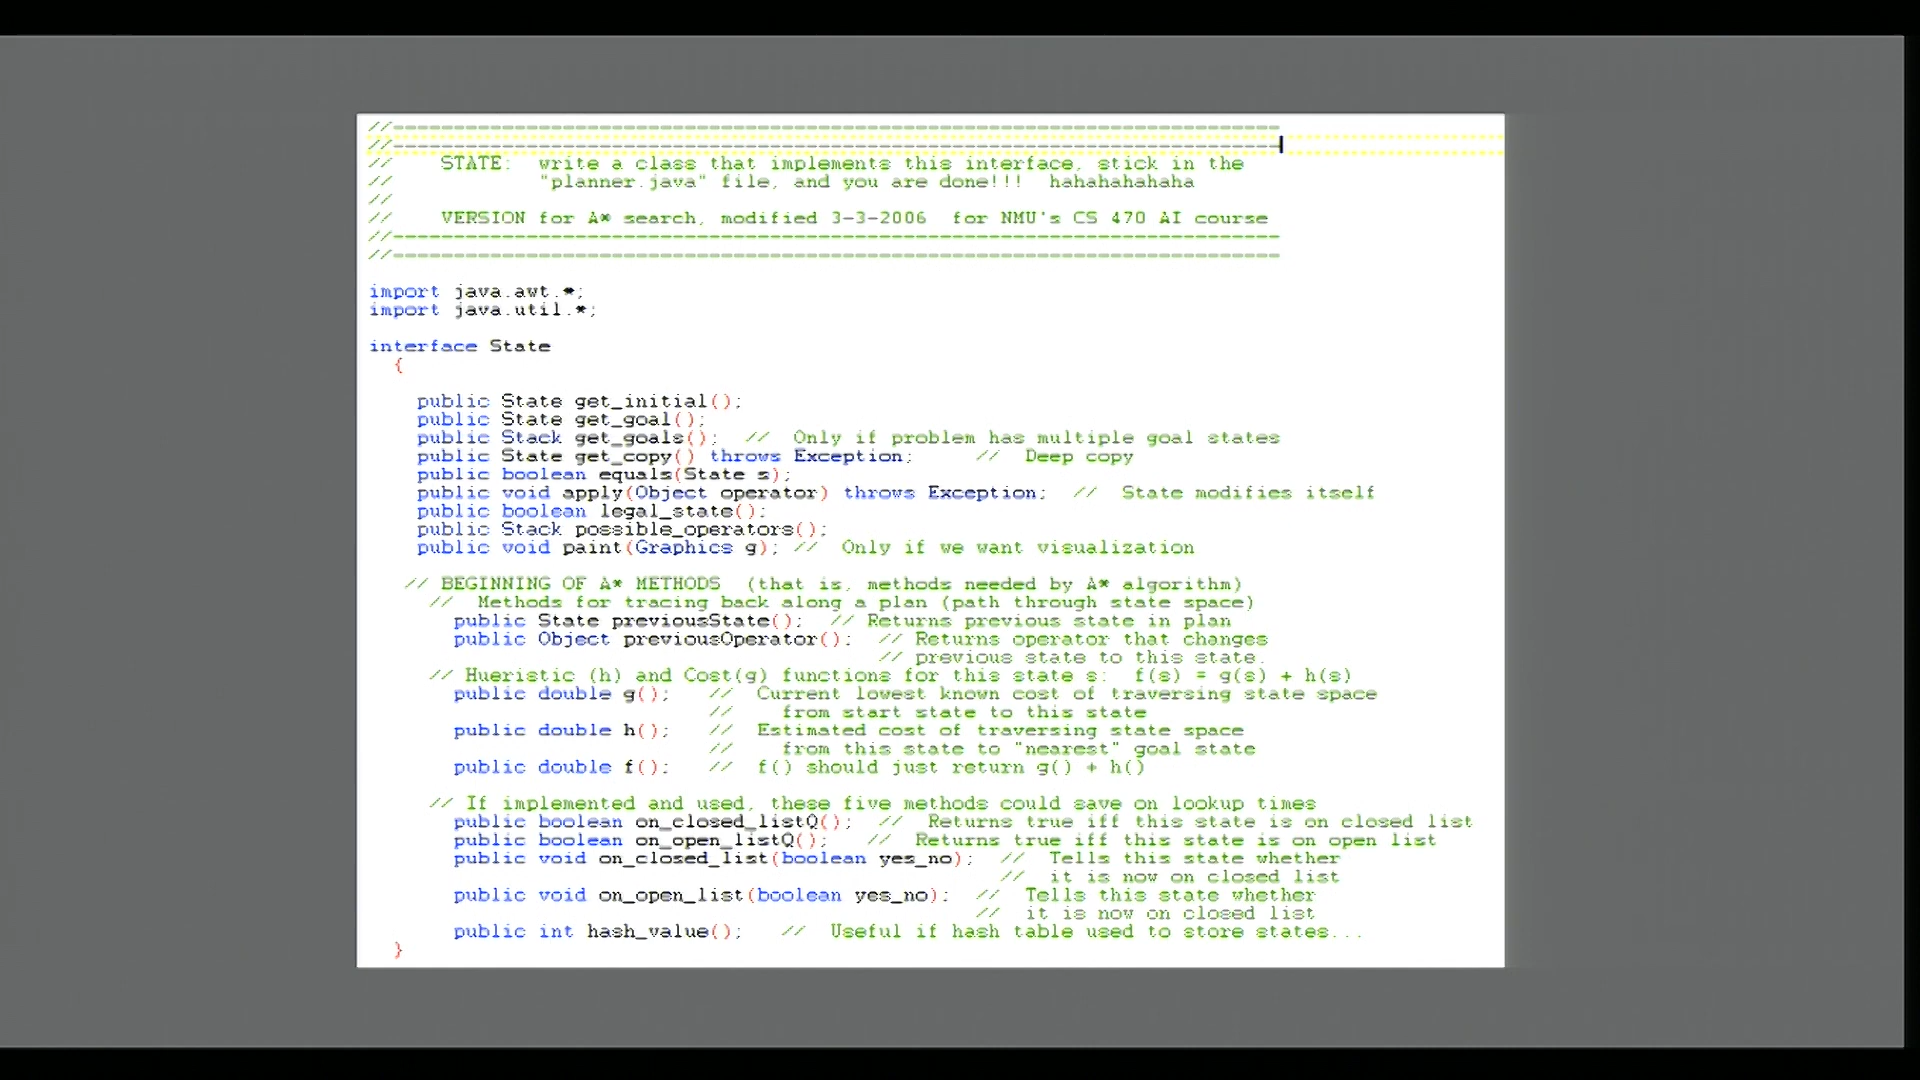 //-------------------------------------------------------------------------
//-------------------------------------------------------------------------
//    STATE:  write a class that implements this interface, stick in the
//            "planner.java" file, and you are done!!!  hahahahahaha
//
//    VERSION for A* search, modified 3-3-2006  for NMU's CS 470 AI course
//-------------------------------------------------------------------------
//-------------------------------------------------------------------------
import java.awt.*;
import java.util.*;
interface State
{
public State get_initial();
public State get_goal();
public Stack get_goals();  //  Only if problem has multiple goal states
public State get_copy() throws Exception;     //  Deep copy
public boolean equals(State s);
public void apply(Object operator) throws Exception;  //  State modifies itself
public boolean legal_state();
public Stack possible_operators();
public void paint(Graphics g); //  Only if we want visualization
// BEGINNING OF A* METHODS  (that is, methods needed by A* algorithm)
//  Methods for tracing back along a plan (path through state space)
public State previousState();  // Returns previous state in plan
public Object previousOperator();  // Returns operator that changes
// previous state to this state.
// Hueristic (h) and Cost(g) functions for this state s:  f(s) = g(s) + h(s)
public double g();   //  Current lowest known cost of traversing state space
//    from start state to this state
public double h();   //  Estimated cost of traversing state space
//    from this state to "nearest" goal state
public double f();   //  f() should just return g() + h()
// If implemented and used, these five methods could save on lookup times
public boolean on_closed_listQ();  //  Returns true iff this state is on closed list
public boolean on_open_listQ();   //  Returns true iff this state is on open list
public void on_closed_list(boolean yes_no);  //  Tells this state whether
//  it is now on closed list
public void on_open_list(boolean yes_no);  //  Tells this state whether
//  it is now on closed list
public int hash_value();   //  Useful if hash table used to store states...
}